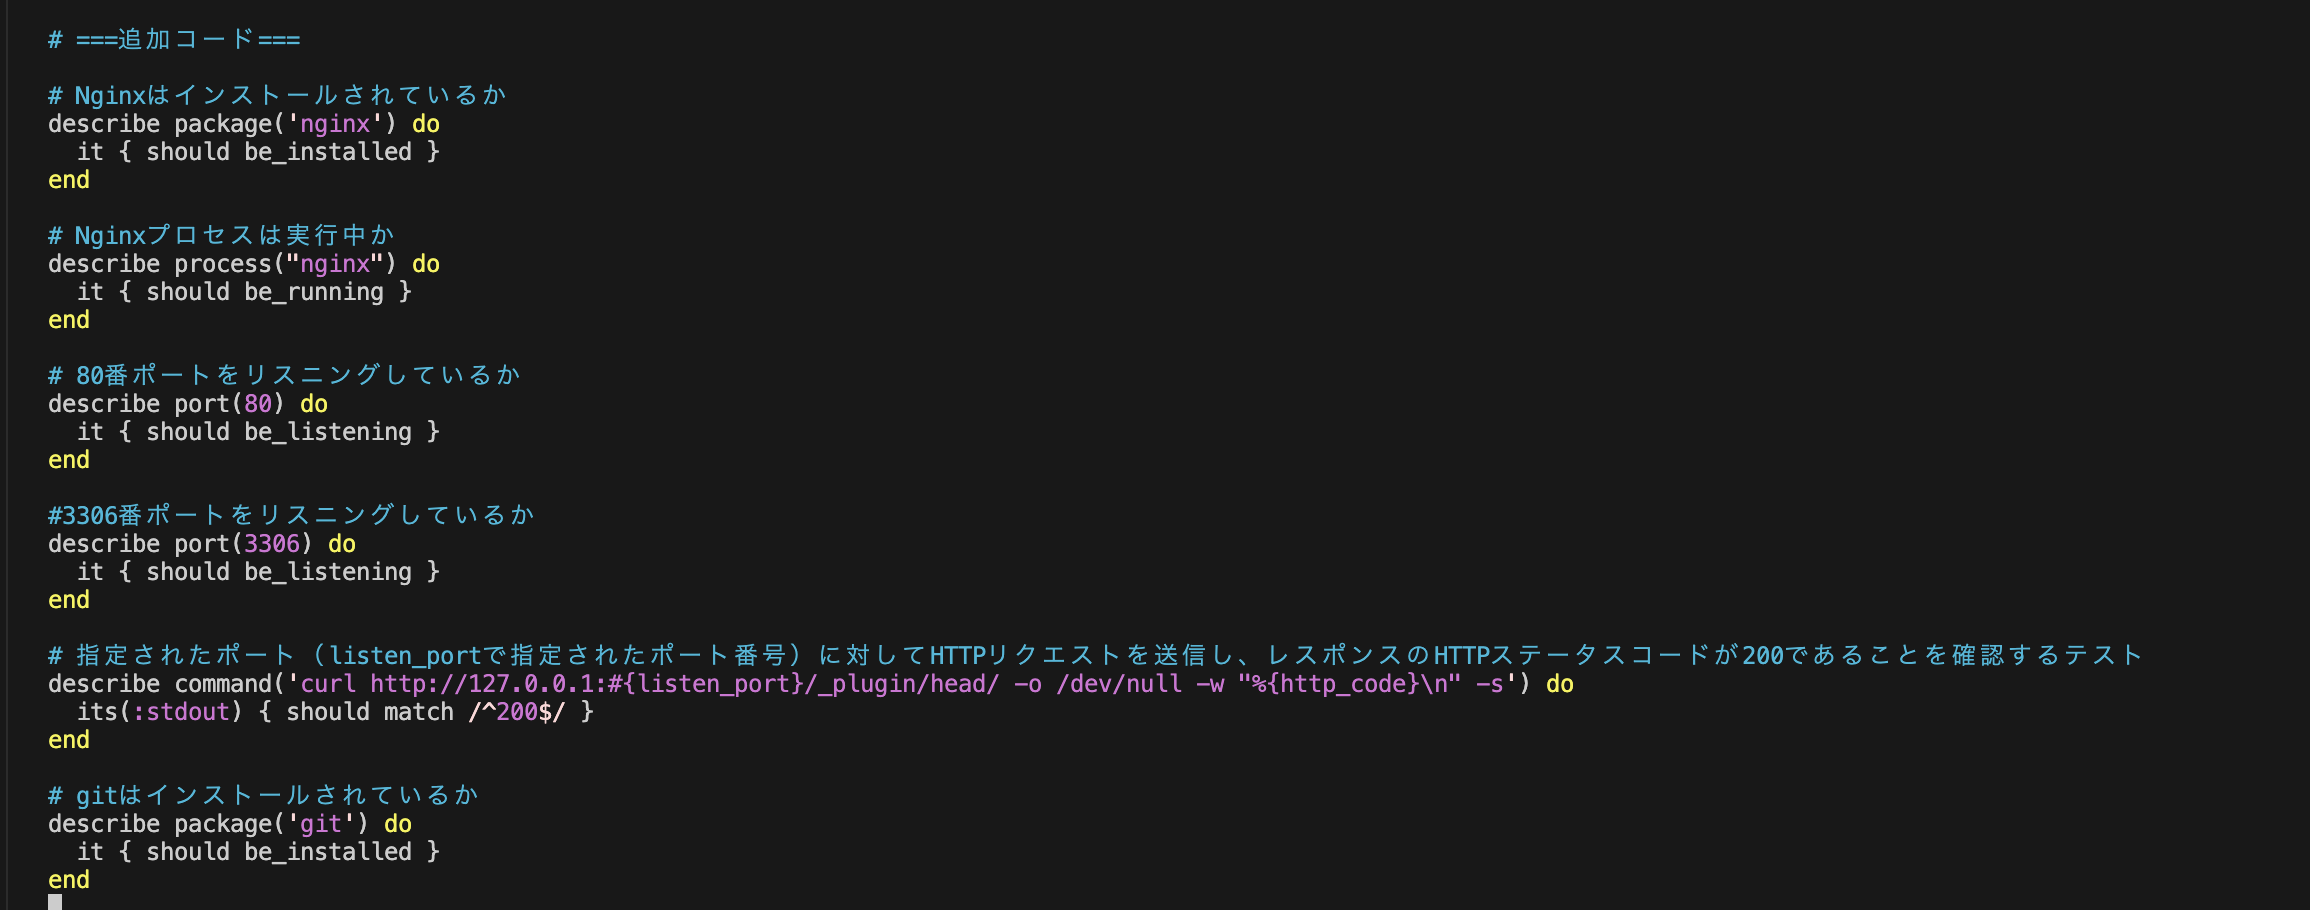 # ===追加コード===
# Nginxはインストールされているか
describe package('nginx') do
  it { should be_installed }
end
# Nginxプロセスは実行中か
describe process("nginx") do
  it { should be_running }
end
# 80番ポートをリスニングしているか
describe port(80) do
  it { should be_listening }
end
#3306番ポートをリスニングしているか
describe port(3306) do
  it { should be_listening }
end
# 指定されたポート（listen_portで指定されたポート番号）に対してHTTPリクエストを送信し、レスポンスのHTTPステータスコードが200であることを確認するテスト
describe command('curl http://127.0.0.1:#{listen_port}/_plugin/head/ -o /dev/null -w "%{http_code}\n" -s') do
  its(:stdout) { should match /^200$/ }
end
# gitはインストールされているか
describe package('git') do
  it { should be_installed }
end